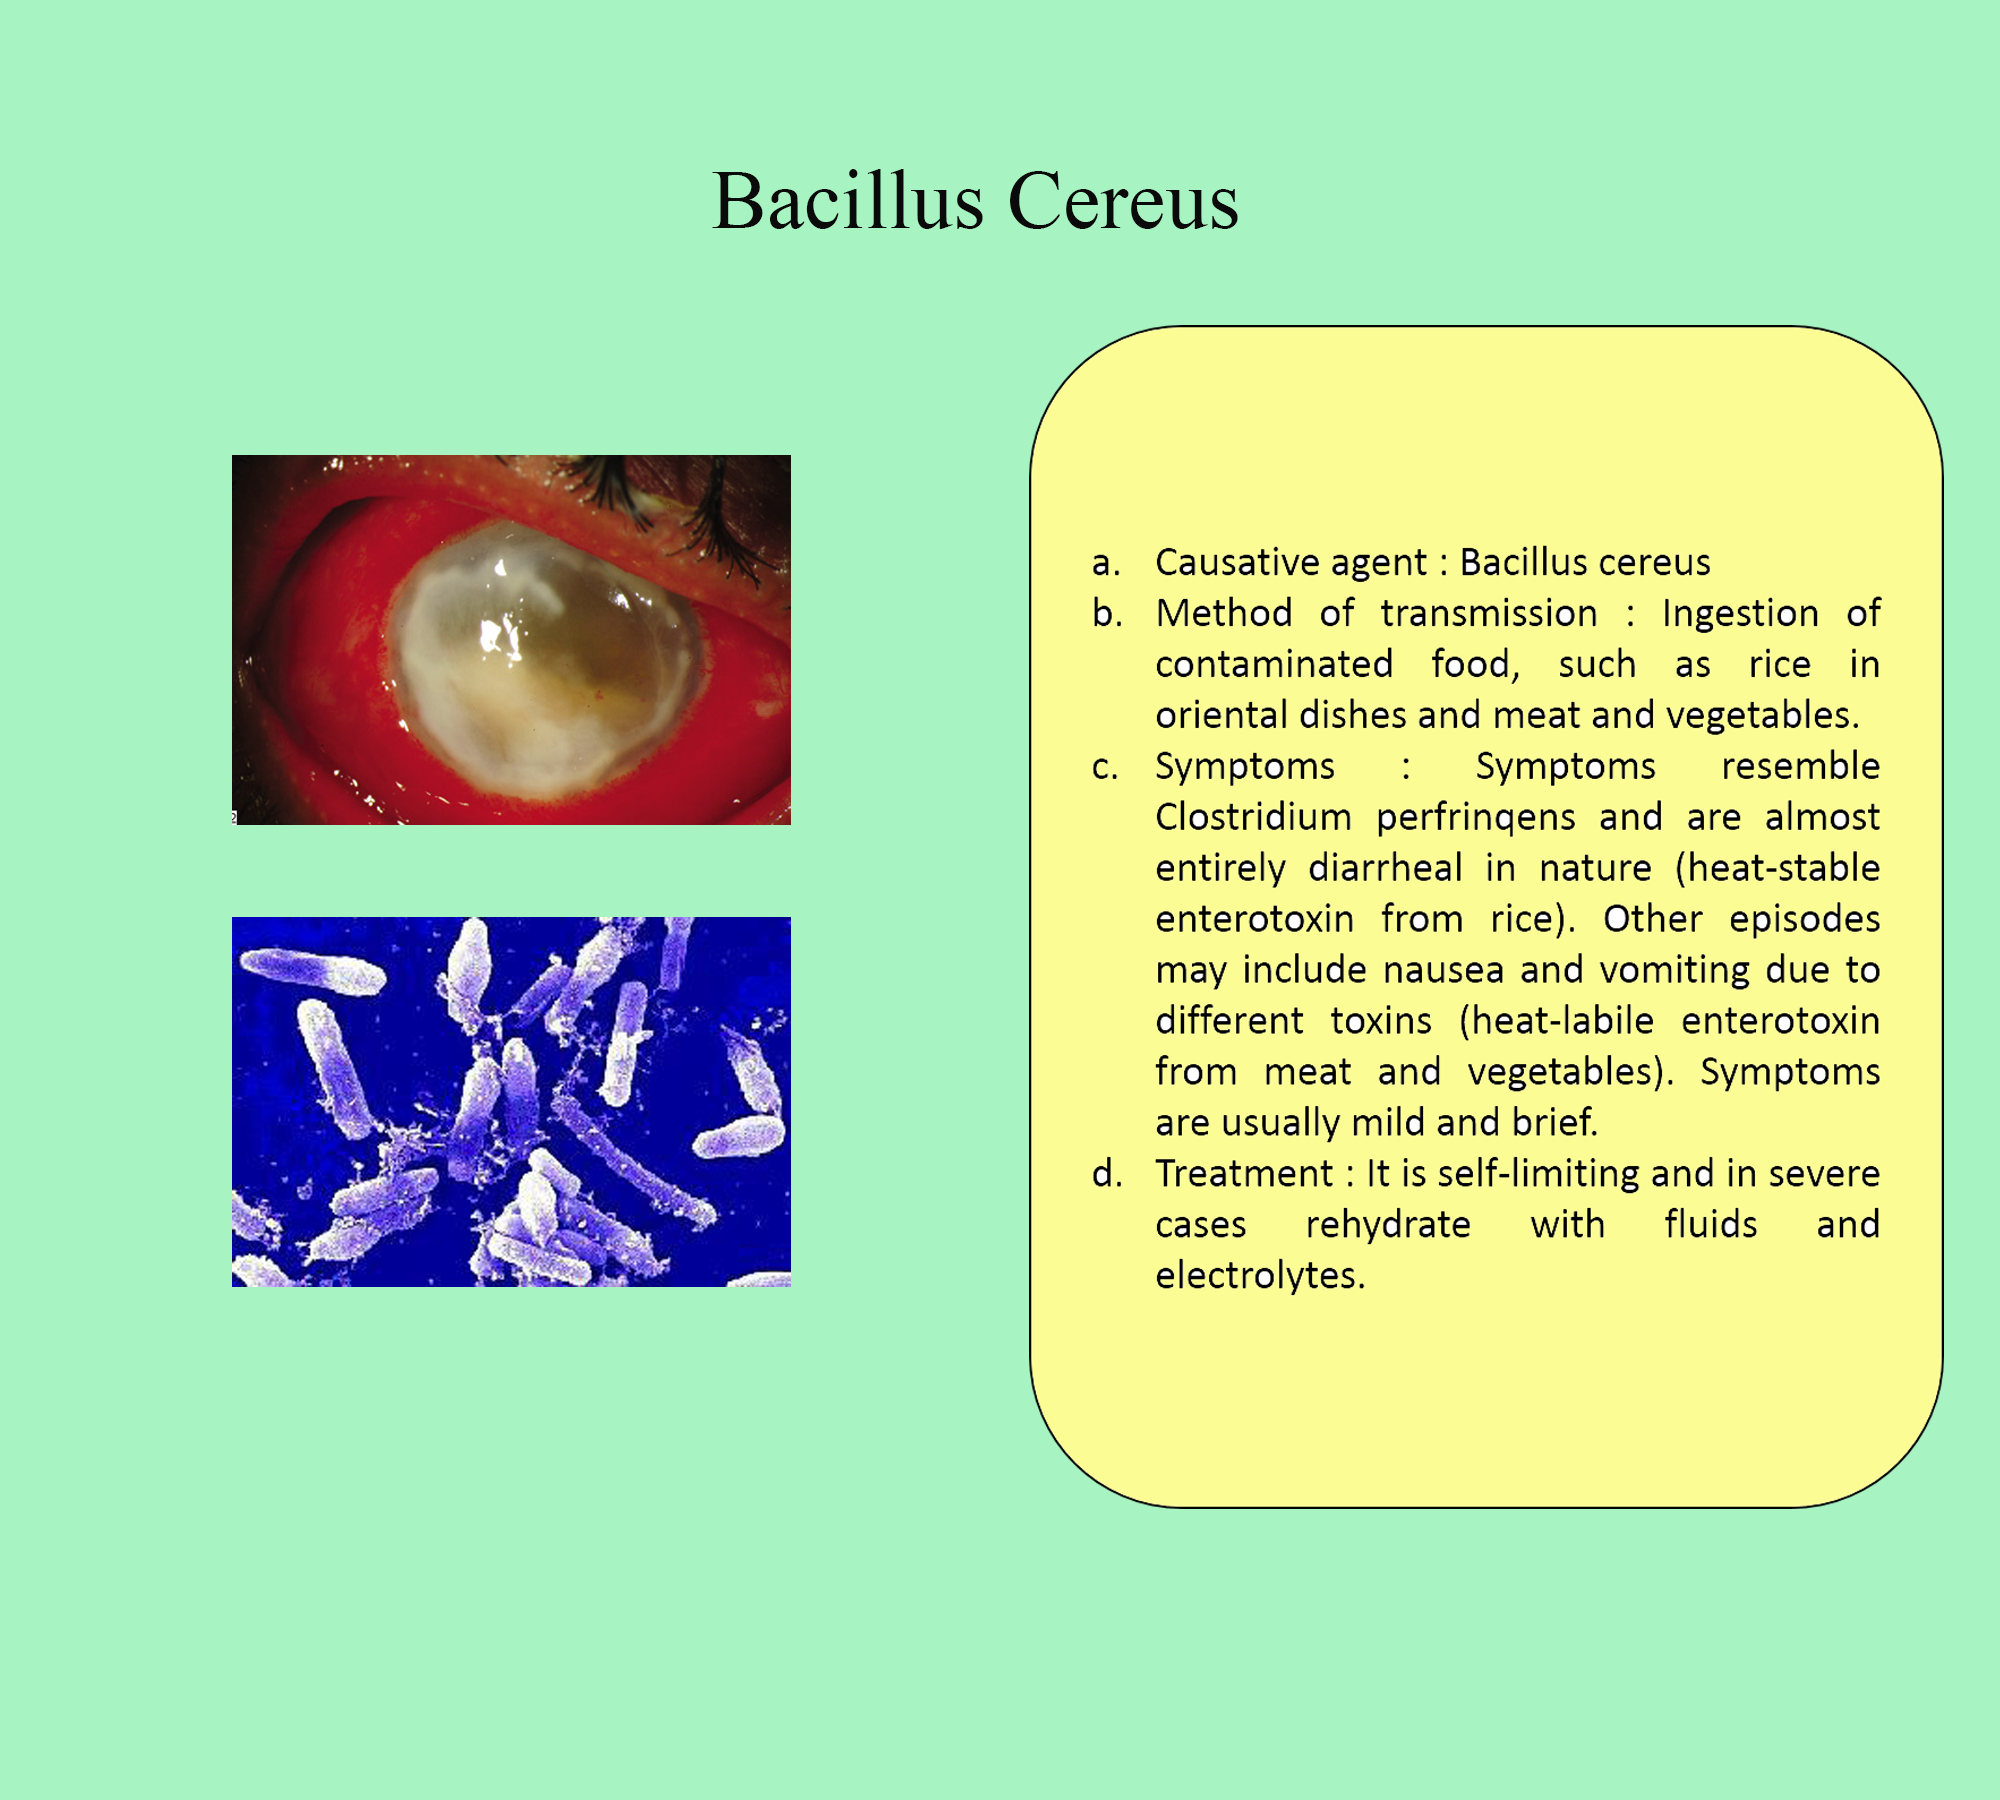 Bacillus Cereus
a. Causative agent : Bacillus cereus
b. Method of transmission : Ingestion of
contaminated food, such as rice in
oriental dishes and meat and vegetables.
c. Symptoms : Symptoms resemble
Clostridium perfrinqens and are almost
entirely diarrheal in nature (heat-stable
enterotoxin from rice). Other episodes
may include nausea and vomiting due to
different toxins (heat-labile enterotoxin
from meat and vegetables). Symptoms
are usually mild and brief.
d. Treatment : It is self-limiting and in severe
cases rehydrate with fluids and
electrolytes.